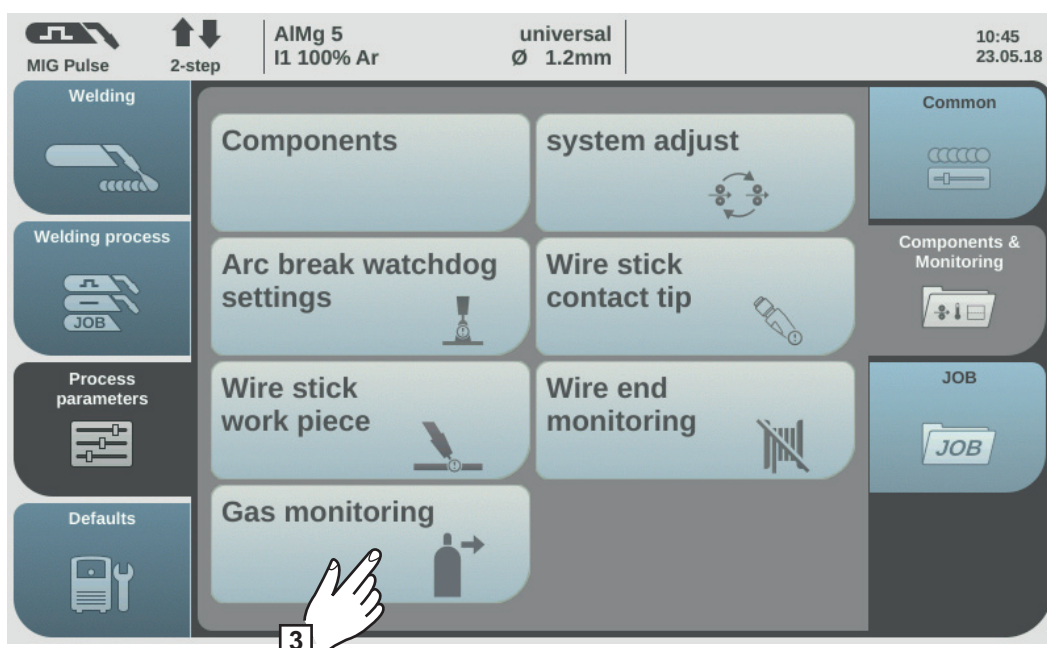 MIG Pulse
2-step
AlMg 5
I1 100% Ar
universal
Ø 1.2mm
10:45
23.05.18
Welding
Welding process
JOB
Process
parameters
Defaults
Components
system adjust
Arc break watchdog
settings
Wire stick
contact tip
Wire stick
work piece
Wire end
monitoring
Gas monitoring
3
Common
Components &
Monitoring
JOB
JOB